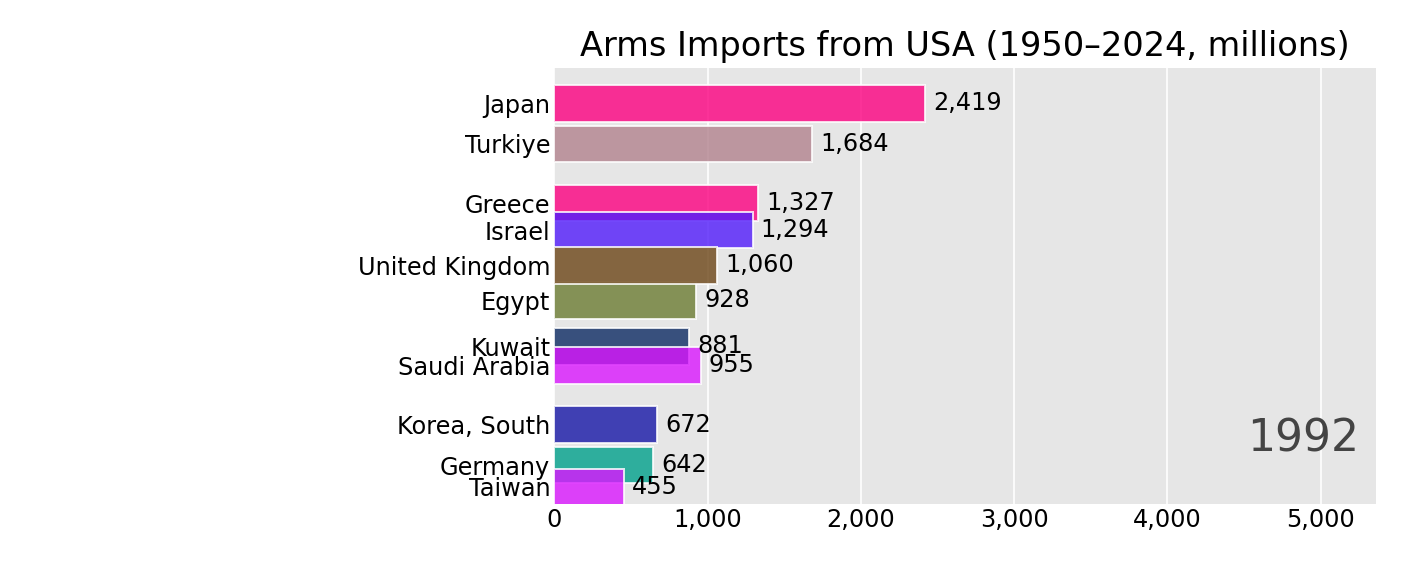 Arms Imports from USA (1950–2024, millions)
Japan 2,419
Turkiye 1,684
Greece 1,327
Israel 1,294
United Kingdom 1,060
Egypt 928
Kuwait 881
Saudi Arabia 955
Korea, South 672
1992
Germany 642
Taiwan 455
0 1,000 2,000 3,000 4,000 5,000